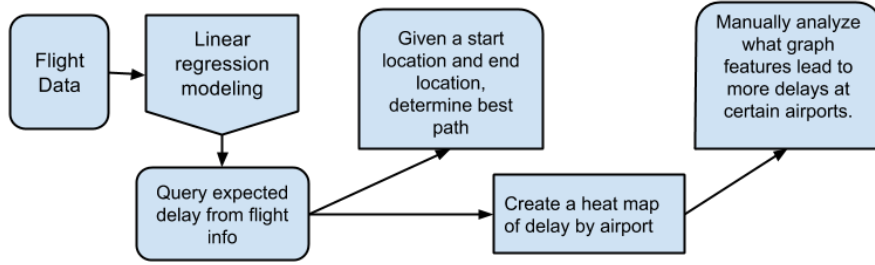 Flight
Data
Linear
regression
modeling
Given a start
location and end
location,
determine best
path
Manually analyze
what graph
features lead to
more delays at
certain airports.
Query expected
delay from flight
info
Create a heat map
of delay by airport